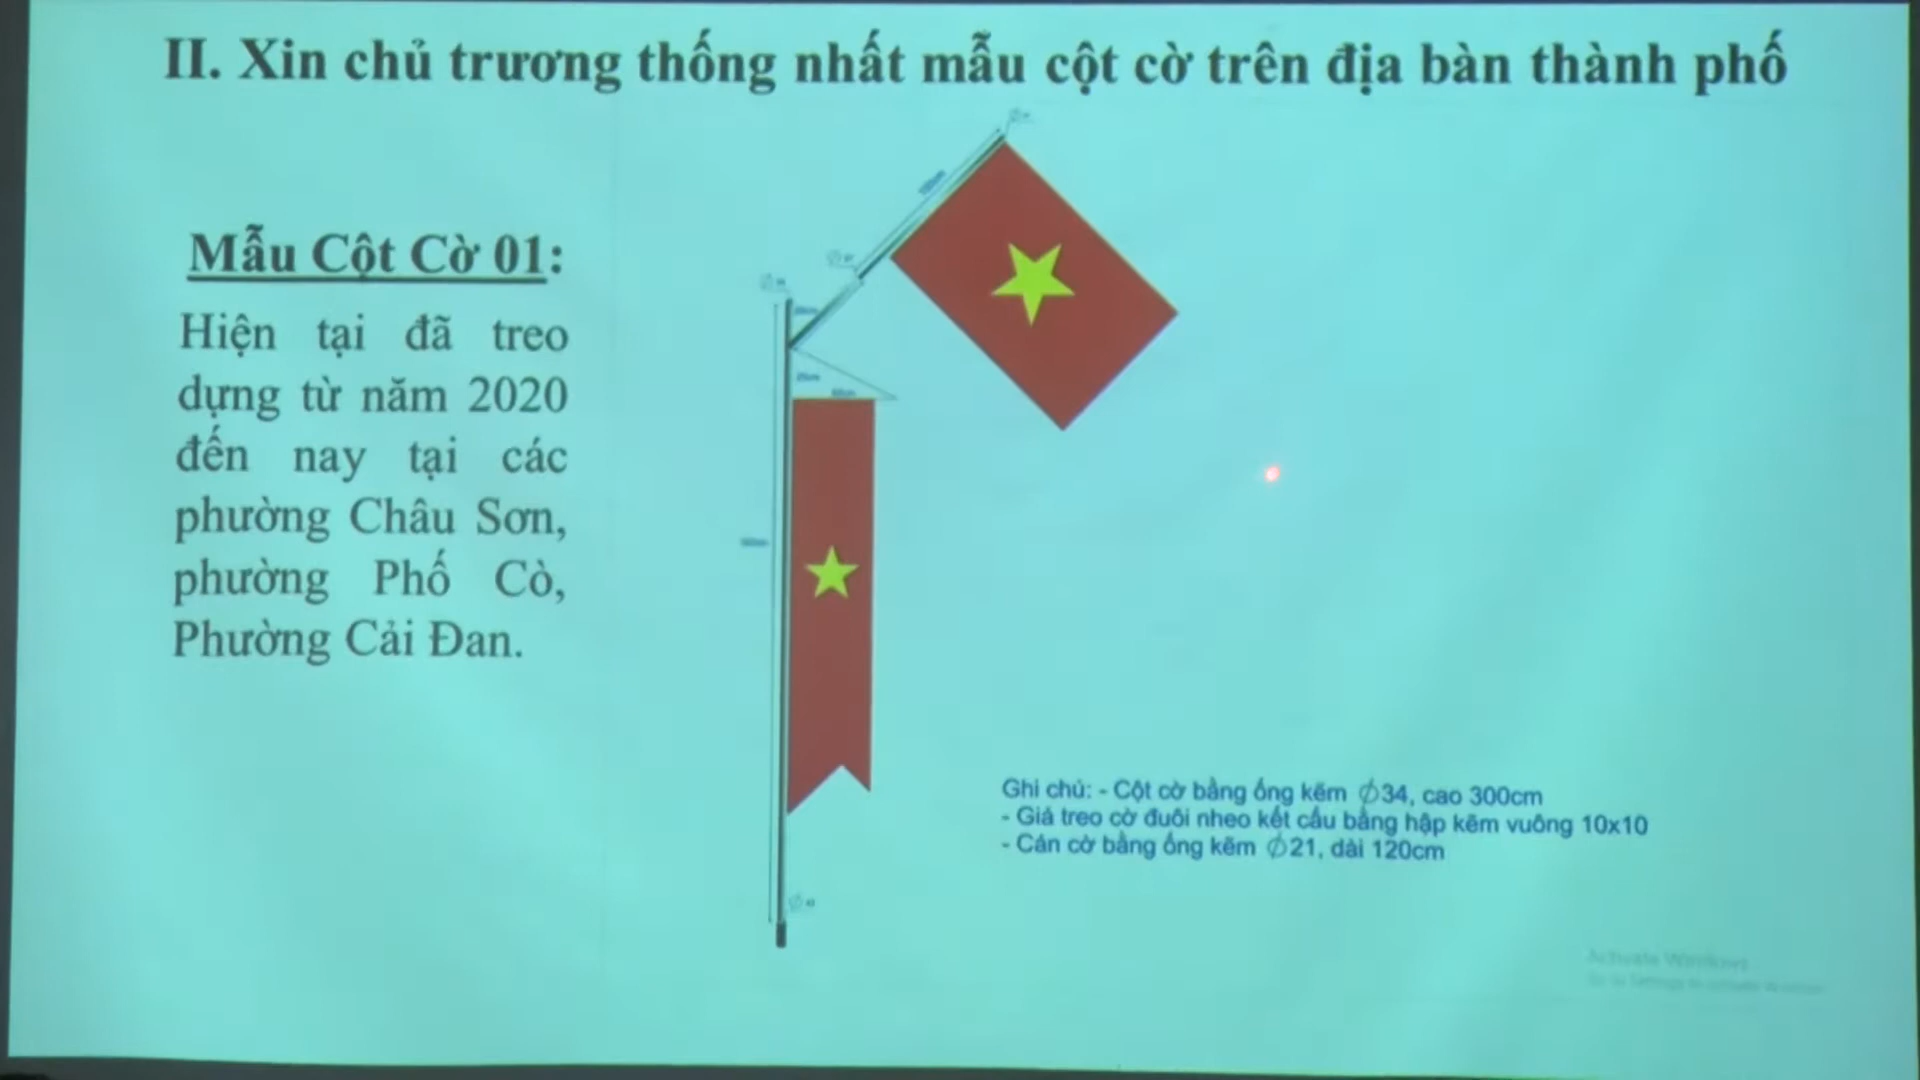 II. Xin chủ trương thống nhất mẫu cột cờ trên địa bàn thành phố
Mẫu Cột Cờ 01:
Hiện tại đã treo
dựng từ năm 2020
đến nay tại các
phường Châu Sơn,
phường Phố Cò,
Phường Cải Đan.
Ghi chú: - Cột cờ bằng ống kẽm ∅34, cao 300cm
- Giá treo cờ đuôi nheo kết cấu bằng hộp kẽm vuông 10x10
- Cán cờ bằng ống kẽm ∅21, dài 120cm
Activate Windows